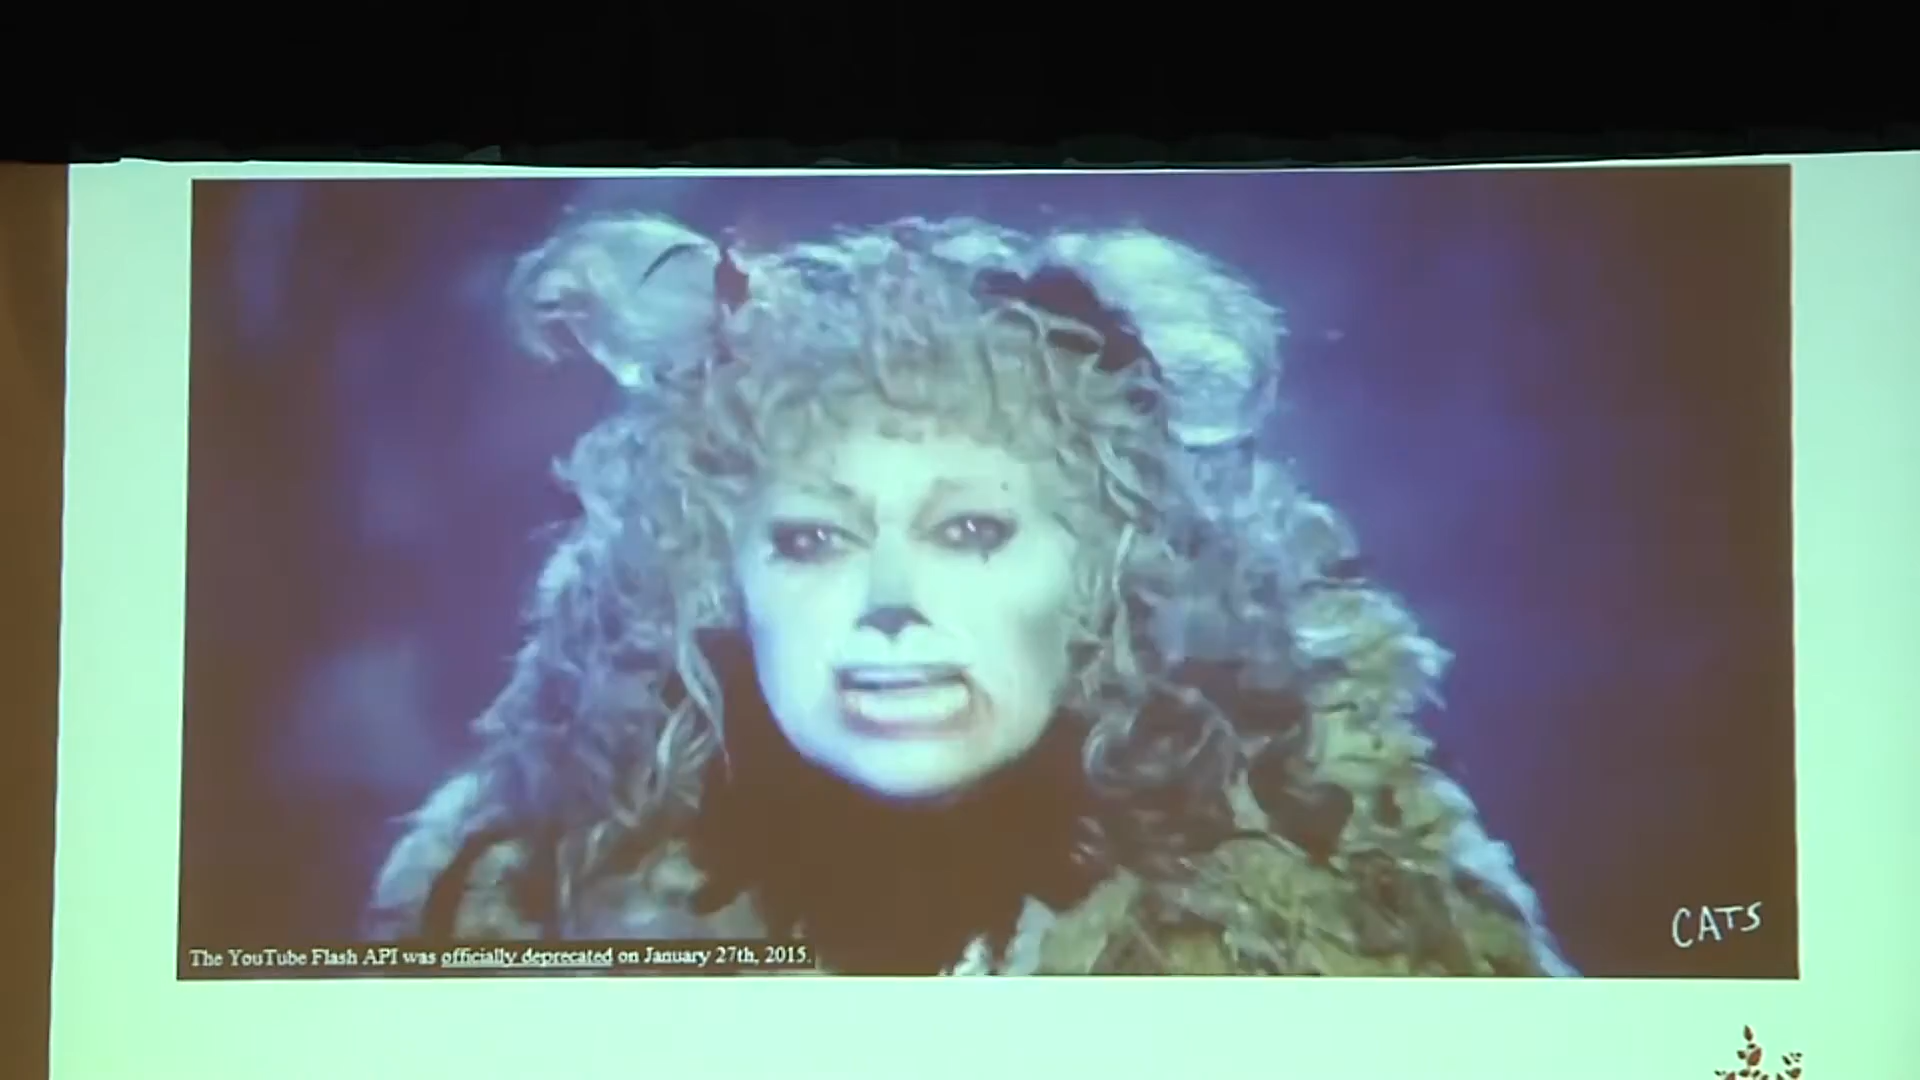 CATS
The YouTube Flash API was officially deprecated on January 27th, 2015.